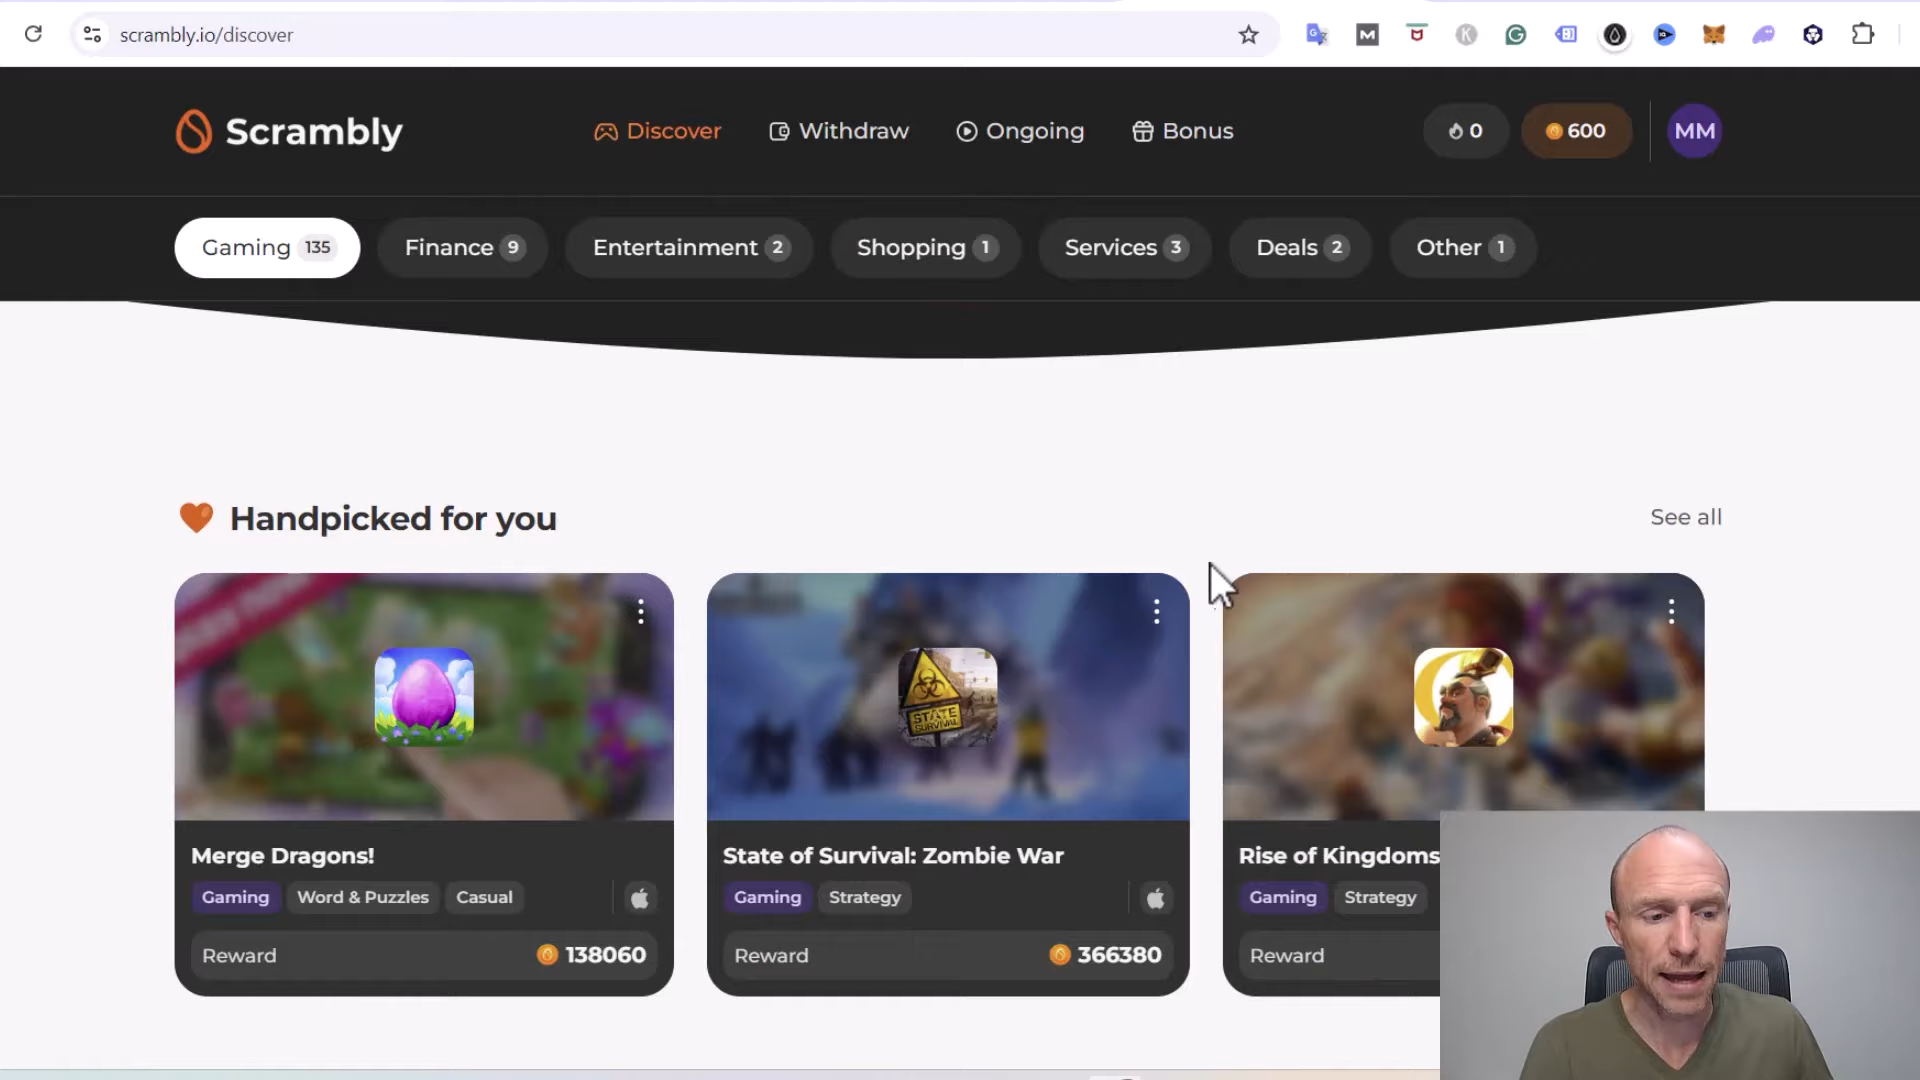 scrambly.io/discover
Scrambly
Discover
Withdraw
Ongoing
Bonus
0
600
MM
Gaming 135
Finance 9
Entertainment 2
Shopping 1
Services 3
Deals 2
Other 1
Handpicked for you
See all
STATE
SURVIVAL
Merge Dragons!
Gaming
Word & Puzzles
Casual
Reward
138060
State of Survival: Zombie War
Gaming
Strategy
Reward
366380
Rise of Kingdoms
Gaming
Strategy
Reward